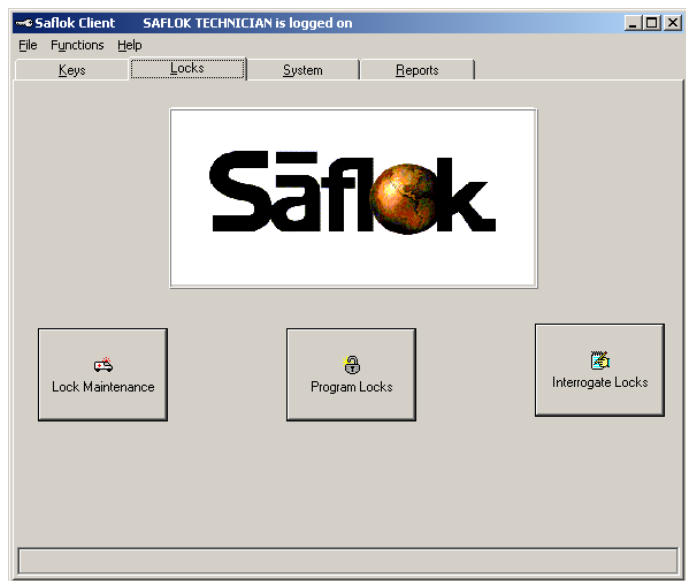 Saflok Client SAFLOK TECHNICIAN is logged on
File Functions Help
Keys Locks System Reports
Sāflok
Lock Maintenance Program Locks Interrogate Locks